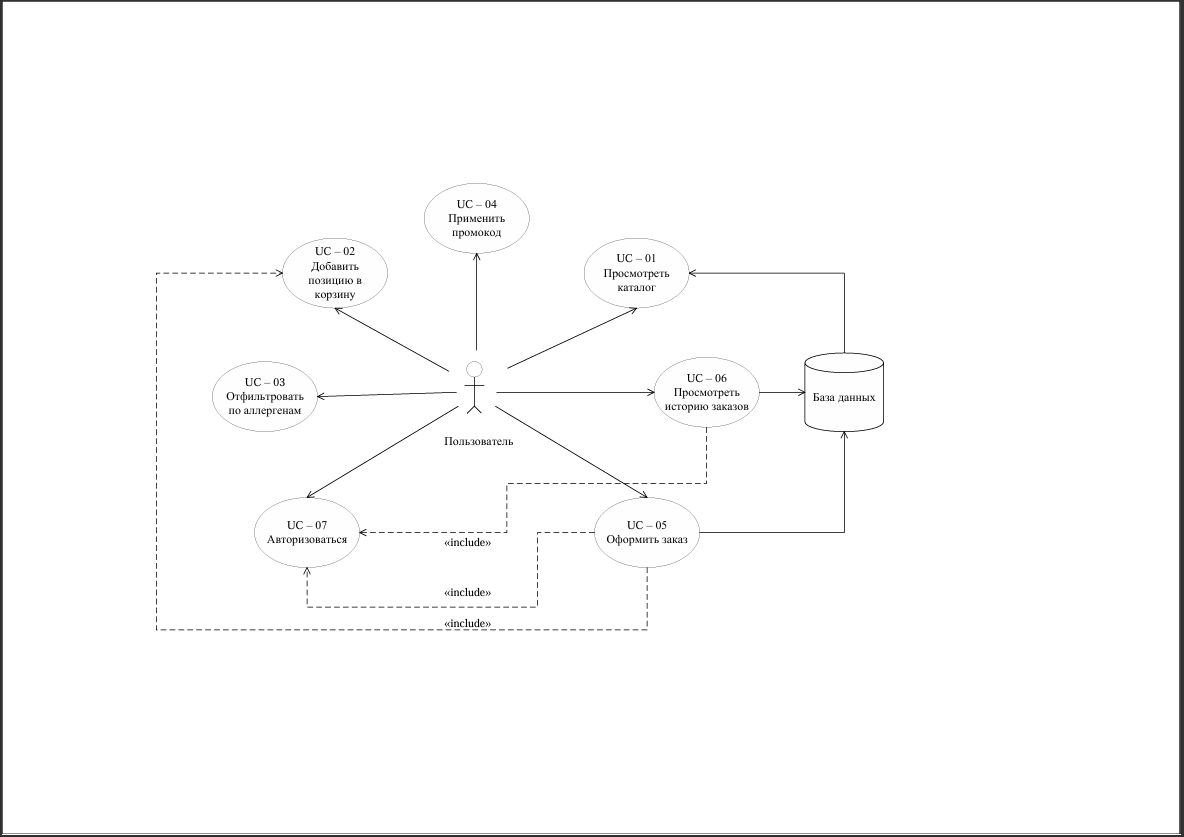 UC – 04
Применить
промокод
UC – 02
Добавить
позицию в
корзину
UC – 01
Просмотреть
каталог
UC – 03
Отфильтровать
по аллергенам
UC – 06
Просмотреть
историю заказов
База данных
Пользователь
UC – 07
Авторизоваться
«include»
UC – 05
Оформить заказ
«include»
«include»